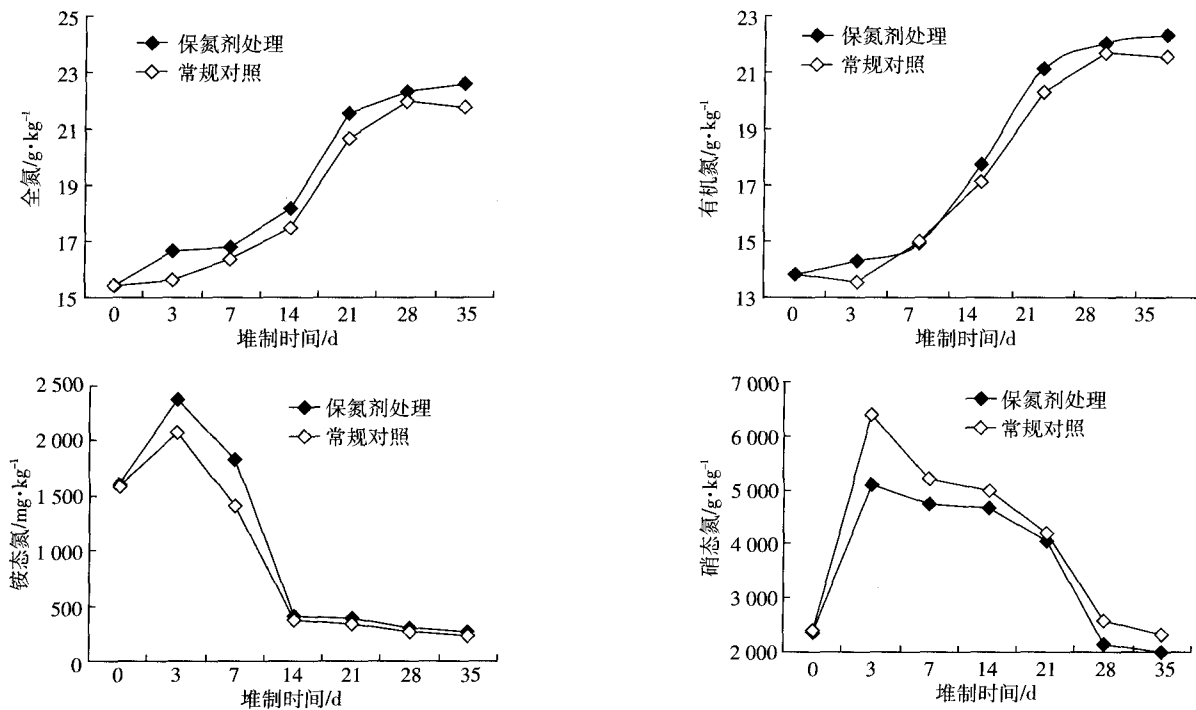 保氮剂处理
常规对照
25
23
21
19
17
15
全氮/g·kg⁻¹
0 3 7 14 21 28 35
堆制时间/d
保氮剂处理
常规对照
23
21
19
17
15
13
有机氮/g·kg⁻¹
0 3 7 14 21 28 35
堆制时间/d
保氮剂处理
常规对照
2 500
2 000
1 500
1 000
500
0
铵态氮/mg·kg⁻¹
0 3 7 14 21 28 35
堆制时间/d
保氮剂处理
常规对照
7 000
6 000
5 000
4 000
3 000
2 000
硝态氮/g·kg⁻¹
0 3 7 14 21 28 35
堆制时间/d